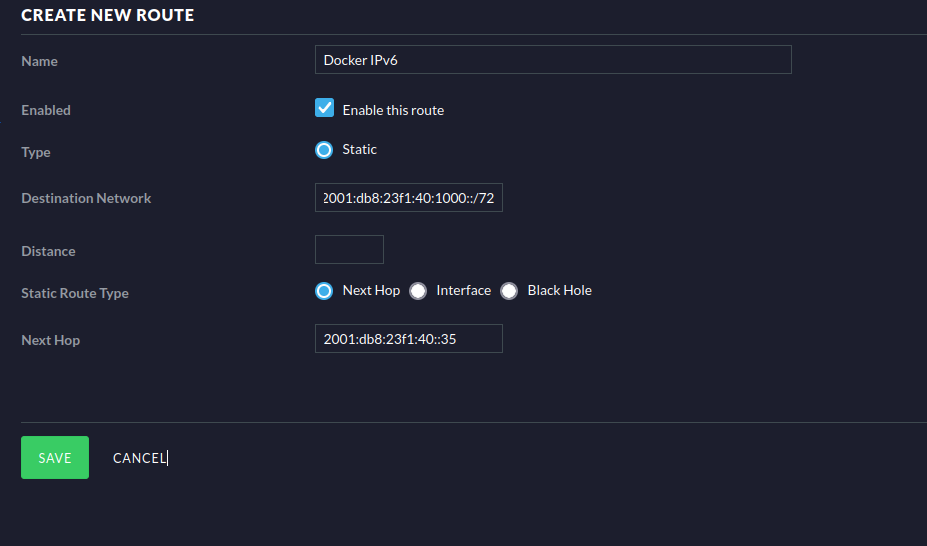 CREATE NEW ROUTE
Name Docker IPv6
Enabled Enable this route
Type Static
Destination Network 2001:db8:23f1:40:1000::/72
Distance
Static Route Type Next Hop Interface Black Hole
Next Hop 2001:db8:23f1:40::35
SAVE CANCEL